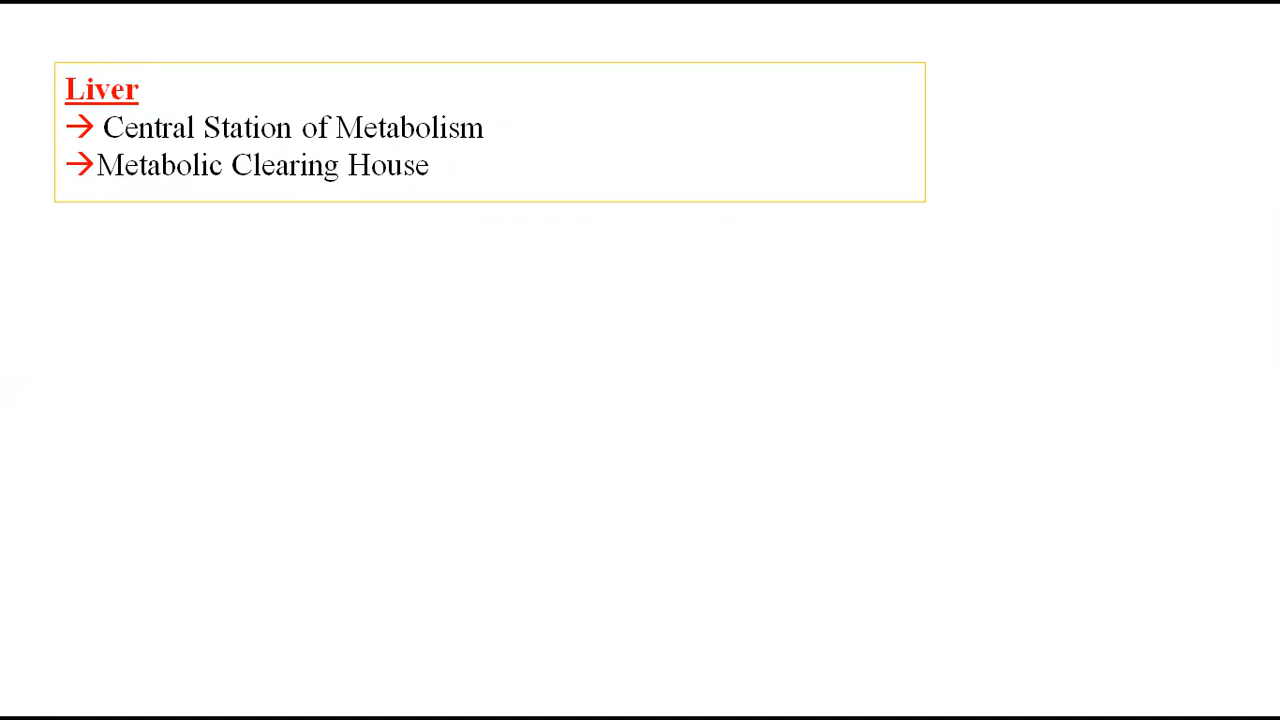 Liver
→ Central Station of Metabolism
→Metabolic Clearing House